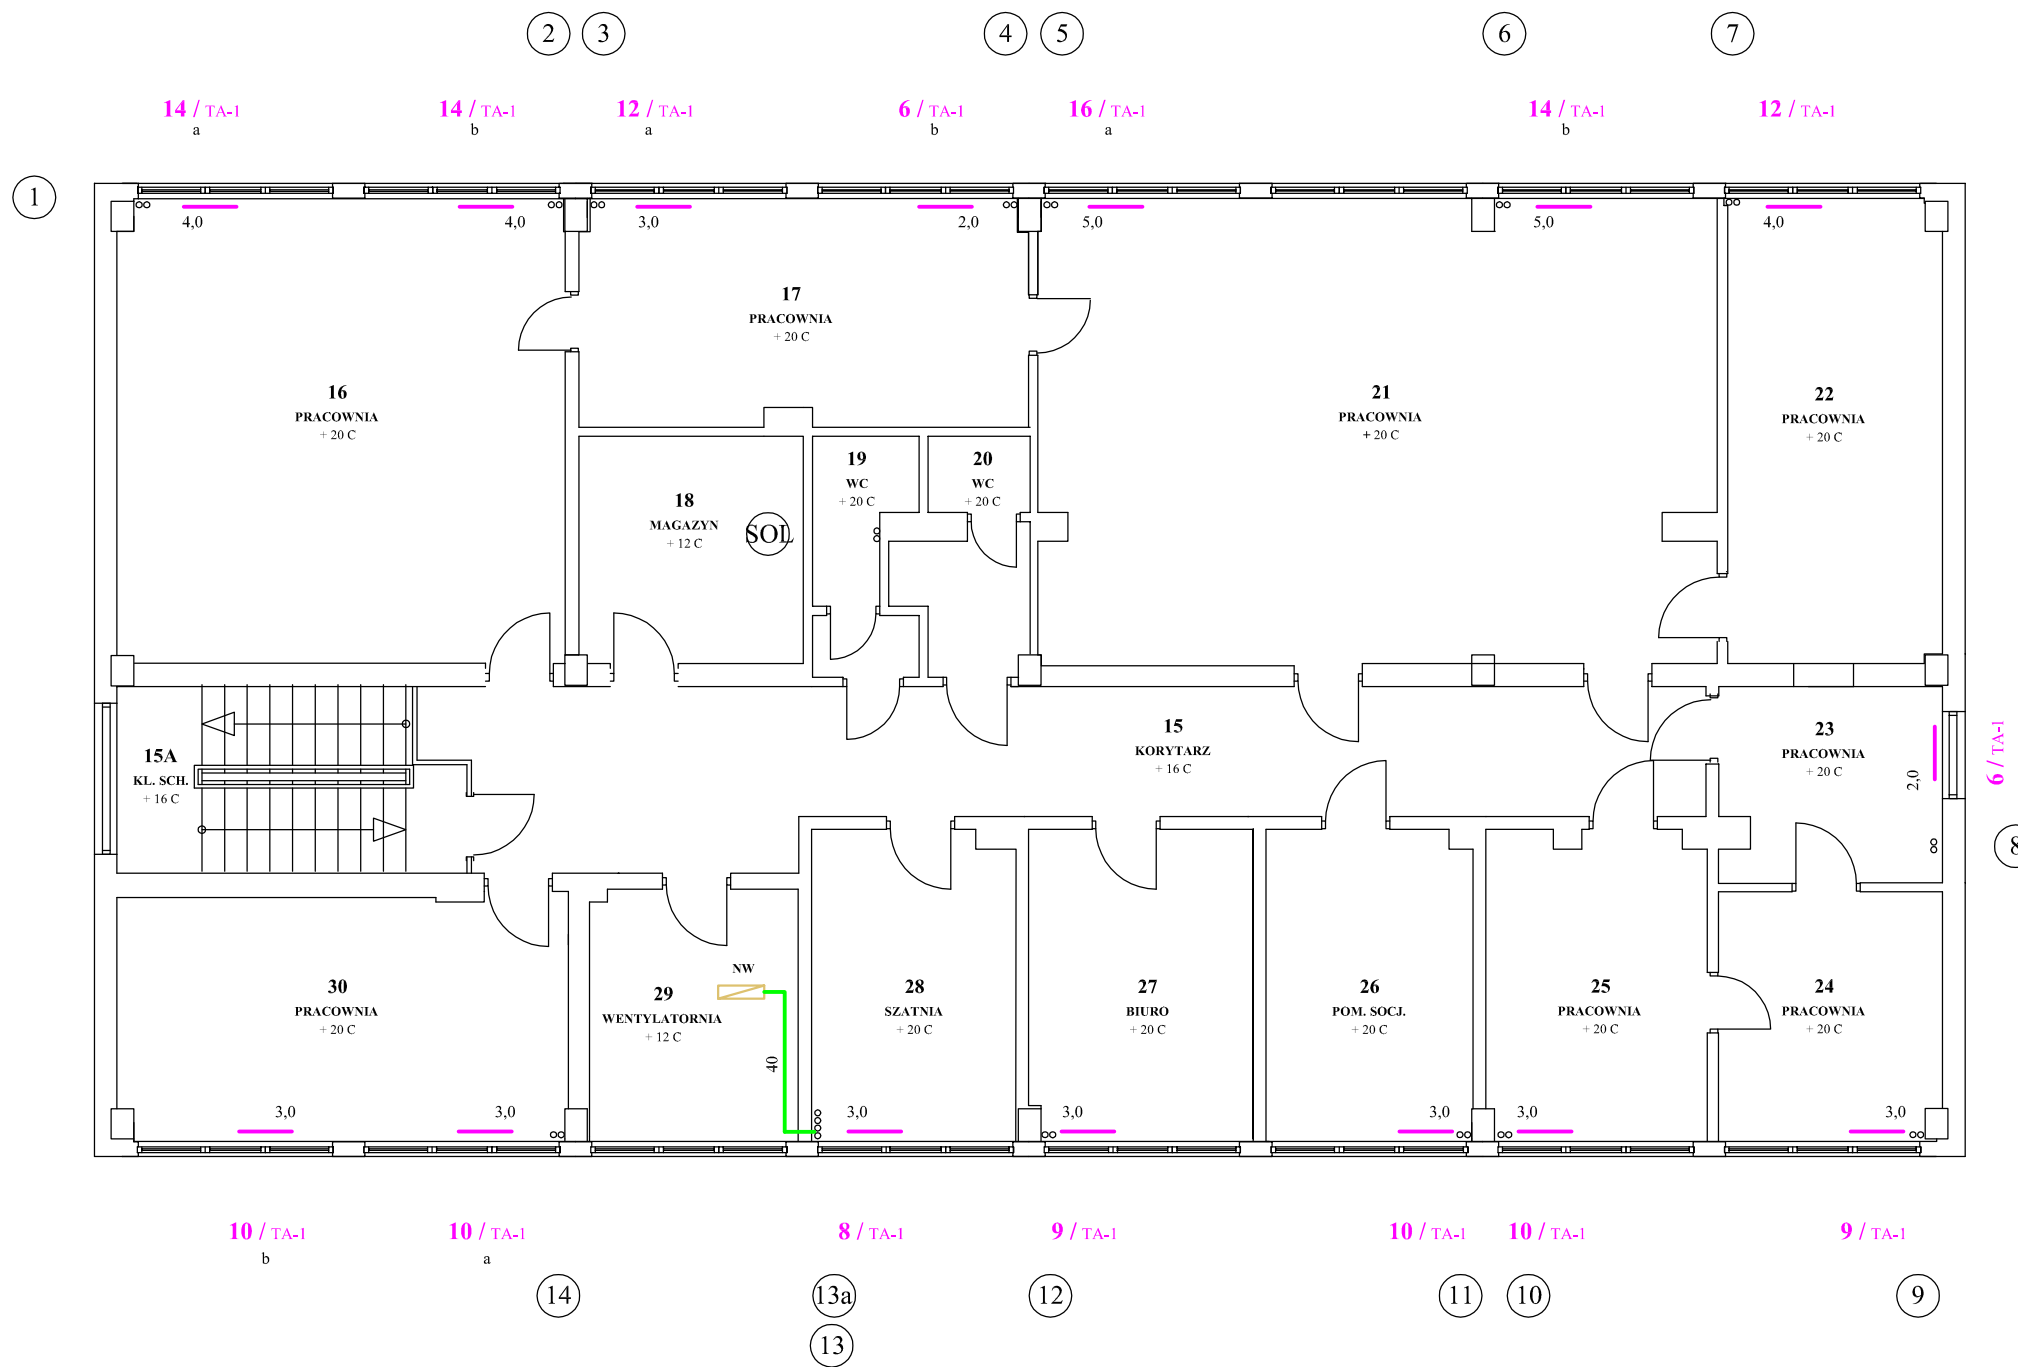 2 3 4 5 6 7
14 / TA-1 14 / TA-1 12 / TA-1 6 / TA-1 16 / TA-1 14 / TA-1 12 / TA-1
a b a b a b
1
4,0 4,0 3,0 2,0 5,0 5,0 4,0
17
PRACOWNIA
+ 20 C
16
PRACOWNIA
+ 20 C
21
PRACOWNIA
+ 20 C
22
PRACOWNIA
+ 20 C
18
MAGAZYN
+ 12 C
SOL
19
WC
+ 20 C
20
WC
+ 20 C
15A
KL. SCH.
+ 16 C
15
KORYTARZ
+ 16 C
23
PRACOWNIA
+ 20 C
2,0
6 / TA-1
8
30
PRACOWNIA
+ 20 C
NW
29
WENTYLATORNIA
+ 12 C
40
28
SZATNIA
+ 20 C
27
BIURO
+ 20 C
26
POM. SOCJ.
+ 20 C
25
PRACOWNIA
+ 20 C
24
PRACOWNIA
+ 20 C
3,0 3,0 3,0 3,0 3,0 3,0 3,0
10 / TA-1 10 / TA-1 8 / TA-1 9 / TA-1 10 / TA-1 10 / TA-1 9 / TA-1
b a
14 13a 12 11 10 9
13